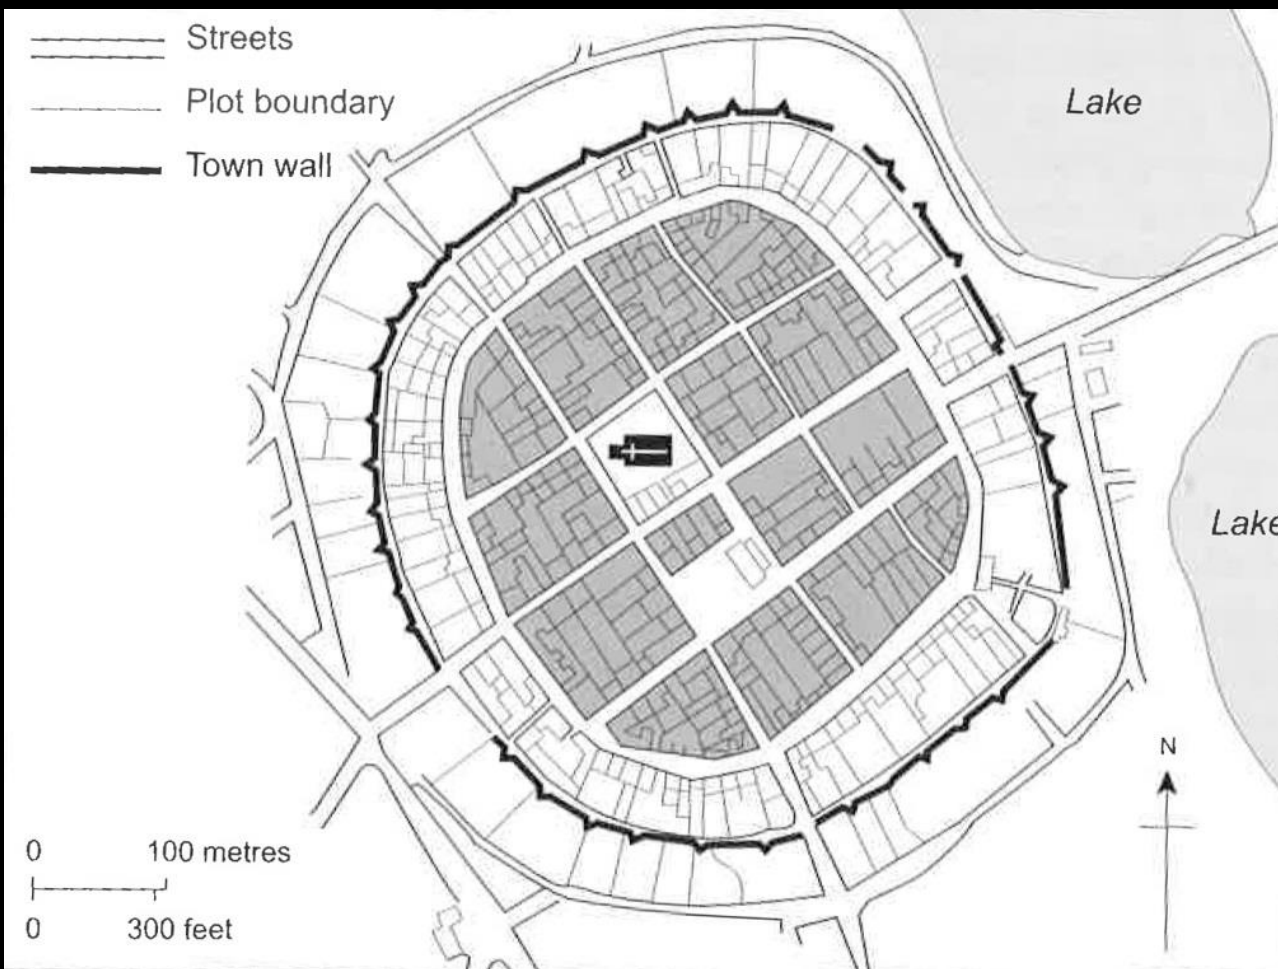 Streets
Plot boundary
Town wall
Lake
Lake
N
0 100 metres
0 300 feet